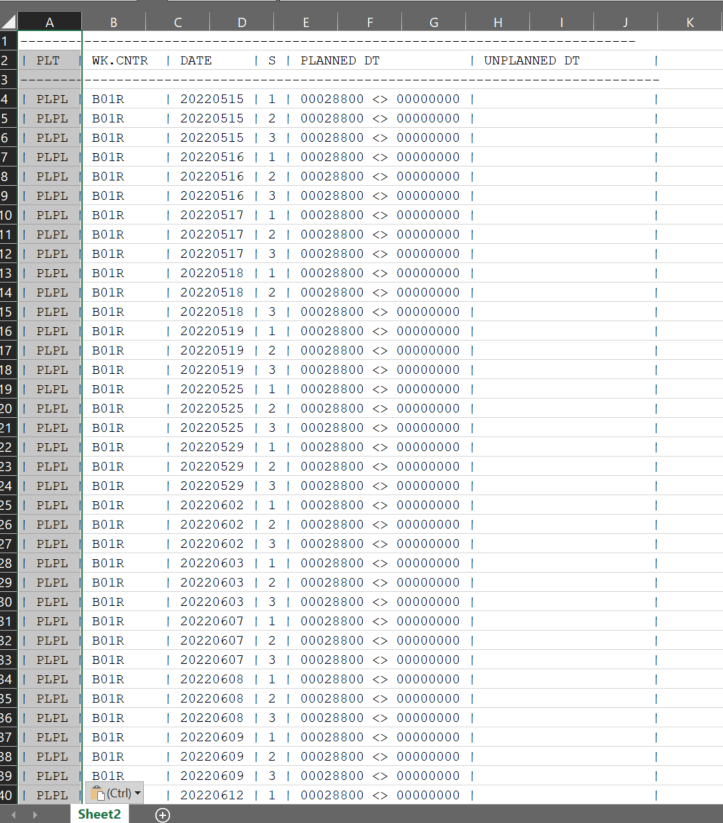 A B C D E F G H I J K
1 -----------------------------------------------------------------------------
2 | PLT | WK.CNTR | DATE | S | PLANNED DT | UNPLANNED DT |
3 --------------------------------------------------------------------------------
4 | PLPL | B01R | 20220515 | 1 | 00028800 <> 00000000 | |
5 | PLPL | B01R | 20220515 | 2 | 00028800 <> 00000000 | |
6 | PLPL | B01R | 20220515 | 3 | 00028800 <> 00000000 | |
7 | PLPL | B01R | 20220516 | 1 | 00028800 <> 00000000 | |
8 | PLPL | B01R | 20220516 | 2 | 00028800 <> 00000000 | |
9 | PLPL | B01R | 20220516 | 3 | 00028800 <> 00000000 | |
10 | PLPL | B01R | 20220517 | 1 | 00028800 <> 00000000 | |
11 | PLPL | B01R | 20220517 | 2 | 00028800 <> 00000000 | |
12 | PLPL | B01R | 20220517 | 3 | 00028800 <> 00000000 | |
13 | PLPL | B01R | 20220518 | 1 | 00028800 <> 00000000 | |
14 | PLPL | B01R | 20220518 | 2 | 00028800 <> 00000000 | |
15 | PLPL | B01R | 20220518 | 3 | 00028800 <> 00000000 | |
16 | PLPL | B01R | 20220519 | 1 | 00028800 <> 00000000 | |
17 | PLPL | B01R | 20220519 | 2 | 00028800 <> 00000000 | |
18 | PLPL | B01R | 20220519 | 3 | 00028800 <> 00000000 | |
19 | PLPL | B01R | 20220525 | 1 | 00028800 <> 00000000 | |
20 | PLPL | B01R | 20220525 | 2 | 00028800 <> 00000000 | |
21 | PLPL | B01R | 20220525 | 3 | 00028800 <> 00000000 | |
22 | PLPL | B01R | 20220529 | 1 | 00028800 <> 00000000 | |
23 | PLPL | B01R | 20220529 | 2 | 00028800 <> 00000000 | |
24 | PLPL | B01R | 20220529 | 3 | 00028800 <> 00000000 | |
25 | PLPL | B01R | 20220602 | 1 | 00028800 <> 00000000 | |
26 | PLPL | B01R | 20220602 | 2 | 00028800 <> 00000000 | |
27 | PLPL | B01R | 20220602 | 3 | 00028800 <> 00000000 | |
28 | PLPL | B01R | 20220603 | 1 | 00028800 <> 00000000 | |
29 | PLPL | B01R | 20220603 | 2 | 00028800 <> 00000000 | |
30 | PLPL | B01R | 20220603 | 3 | 00028800 <> 00000000 | |
31 | PLPL | B01R | 20220607 | 1 | 00028800 <> 00000000 | |
32 | PLPL | B01R | 20220607 | 2 | 00028800 <> 00000000 | |
33 | PLPL | B01R | 20220607 | 3 | 00028800 <> 00000000 | |
34 | PLPL | B01R | 20220608 | 1 | 00028800 <> 00000000 | |
35 | PLPL | B01R | 20220608 | 2 | 00028800 <> 00000000 | |
36 | PLPL | B01R | 20220608 | 3 | 00028800 <> 00000000 | |
37 | PLPL | B01R | 20220609 | 1 | 00028800 <> 00000000 | |
38 | PLPL | B01R | 20220609 | 2 | 00028800 <> 00000000 | |
39 | PLPL | B01R | 20220609 | 3 | 00028800 <> 00000000 | |
40 | PLPL | (Ctrl) | 20220612 | 1 | 00028800 <> 00000000 | |
Sheet2